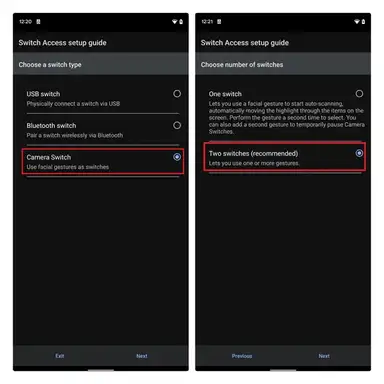 12:20
Switch Access setup guide
Choose a switch type
USB switch
Physically connect a switch via USB
Bluetooth switch
Pair a switch wirelessly via Bluetooth
Camera Switch
Use facial gestures as switches
Exit
Next
12:21
Switch Access setup guide
Choose number of switches
One switch
Lets you use a facial gesture to start auto-scanning,
automatically moving the highlight through the items on the
screen. Perform the gesture a second time to select. You
can also add a second gesture to temporarily pause Camera
Switches.
Two switches (recommended)
Lets you use one or more gestures.
Previous
Next